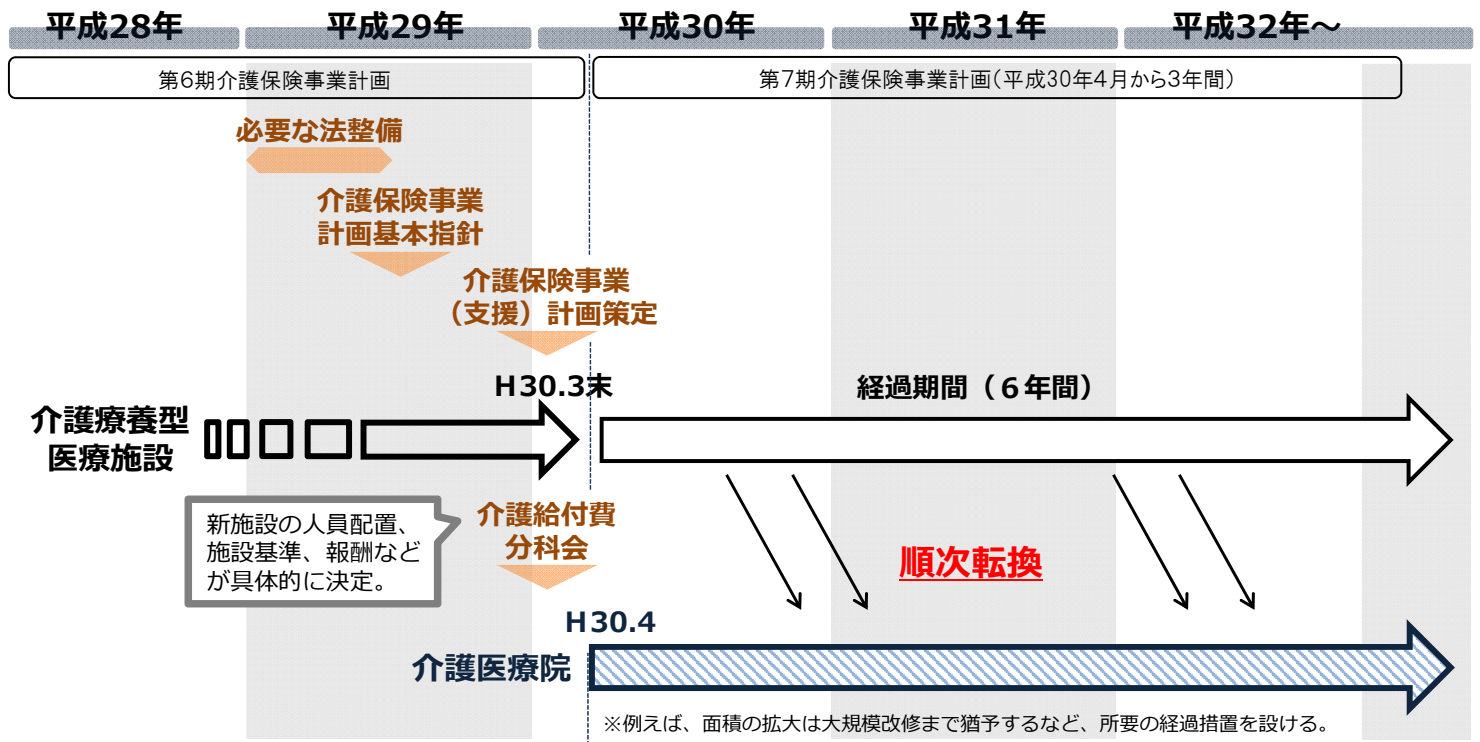 平成28年
平成29年
平成30年
平成31年
平成32年～
第6期介護保険事業計画
第7期介護保険事業計画(平成30年4月から3年間)
必要な法整備
介護保険事業
計画基本指針
介護保険事業
（支援）計画策定
H30.3末
経過期間（６年間）
介護療養型
医療施設
新施設の人員配置、
施設基準、報酬など
が具体的に決定。
介護給付費
分科会
順次転換
H30.4
介護医療院
※例えば、面積の拡大は大規模改修まで猶予するなど、所要の経過措置を設ける。